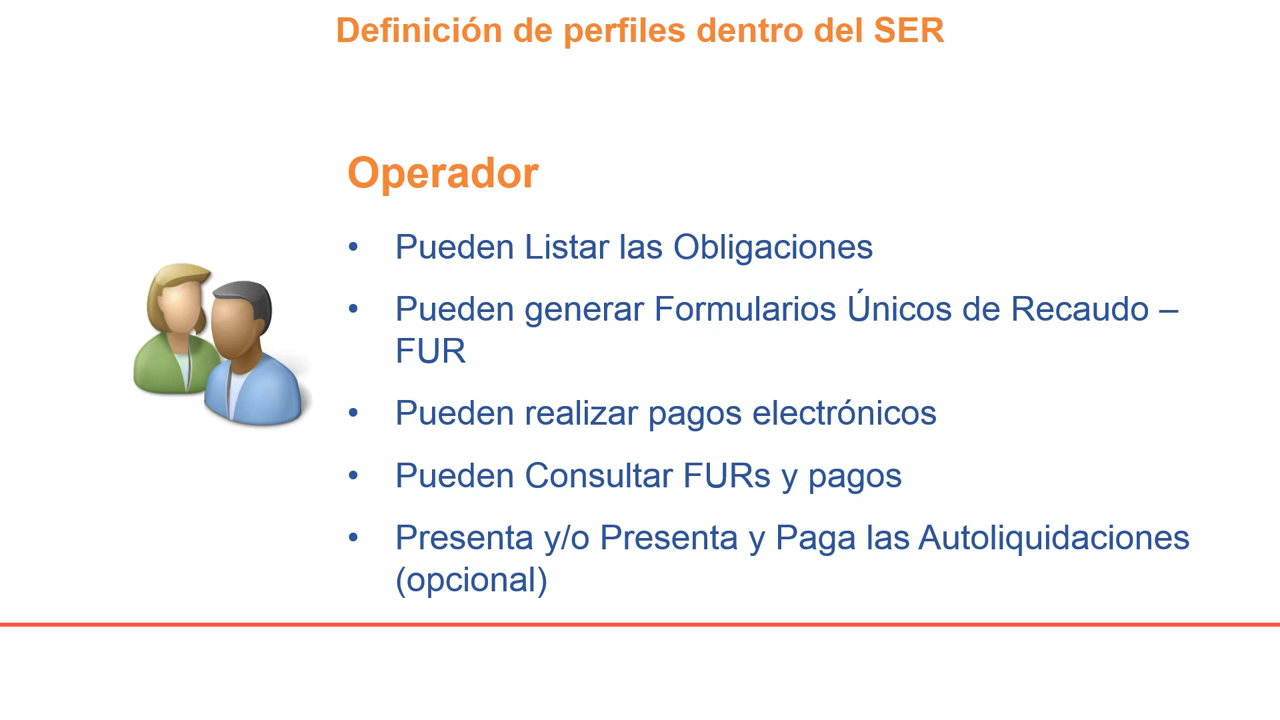 Definición de perfiles dentro del SER
Operador
• Pueden Listar las Obligaciones
• Pueden generar Formularios Únicos de Recaudo –
FUR
• Pueden realizar pagos electrónicos
• Pueden Consultar FURs y pagos
• Presenta y/o Presenta y Paga las Autoliquidaciones
(opcional)